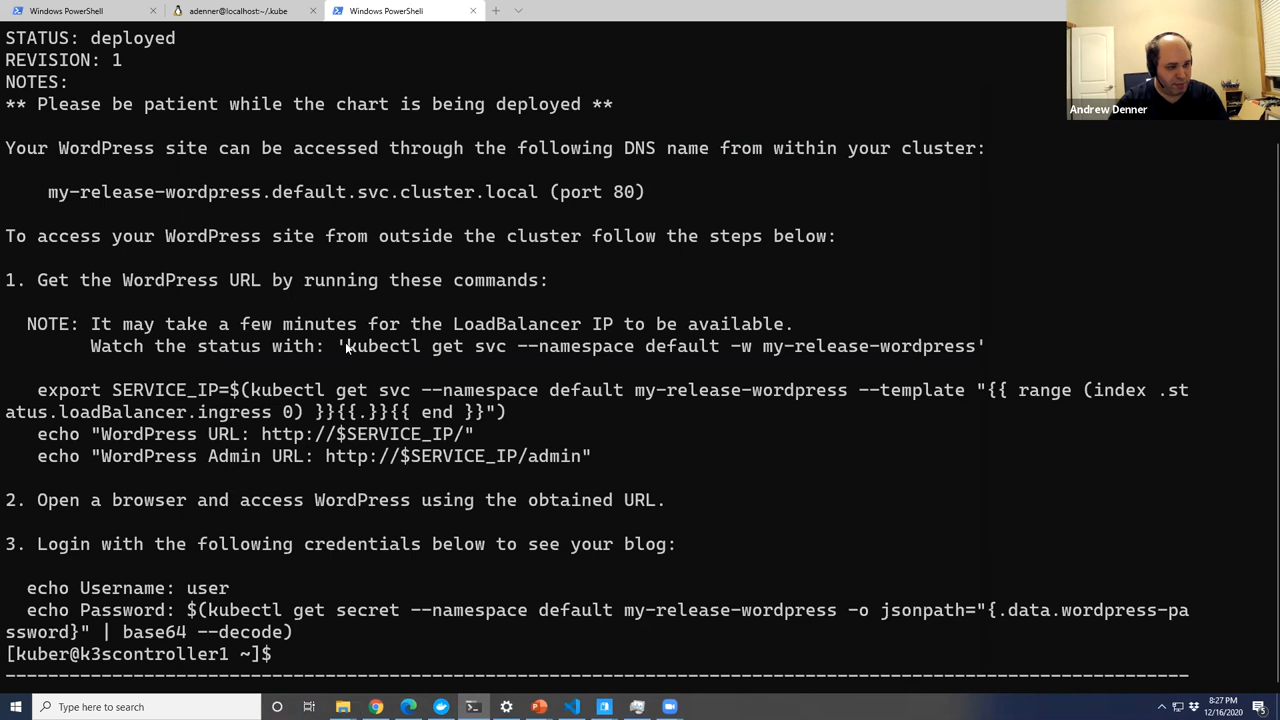 Windows PowerShell
adenner@localhost:~/.kube
Windows PowerShell
STATUS: deployed
REVISION: 1
NOTES:
** Please be patient while the chart is being deployed **
Your WordPress site can be accessed through the following DNS name from within your cluster:
my-release-wordpress.default.svc.cluster.local (port 80)
To access your WordPress site from outside the cluster follow the steps below:
1. Get the WordPress URL by running these commands:
NOTE: It may take a few minutes for the LoadBalancer IP to be available.
Watch the status with: 'kubectl get svc --namespace default -w my-release-wordpress'
export SERVICE_IP=$(kubectl get svc --namespace default my-release-wordpress --template "{{ range (index .st
atus.loadBalancer.ingress 0) }}{{.}}{{ end }}")
echo "WordPress URL: http://$SERVICE_IP/"
echo "WordPress Admin URL: http://$SERVICE_IP/admin"
2. Open a browser and access WordPress using the obtained URL.
3. Login with the following credentials below to see your blog:
echo Username: user
echo Password: $(kubectl get secret --namespace default my-release-wordpress -o jsonpath="{.data.wordpress-pa
ssword}" | base64 --decode)
[kuber@k3scontroller1 ~]$
Andrew Denner
Type here to search
8:27 PM
12/16/2020
5